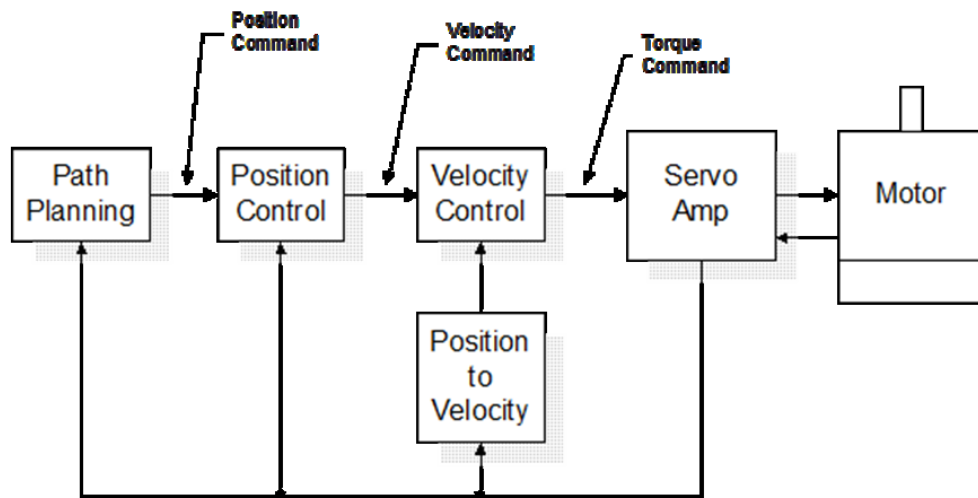 Position
Command
Velocity
Command
Torque
Command
Path
Planning
Position
Control
Velocity
Control
Servo
Amp
Motor
Position
to
Velocity